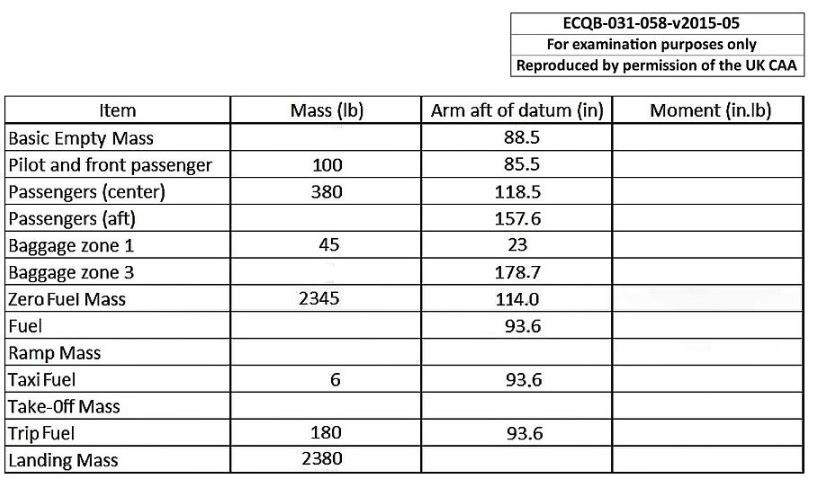 ECQB-031-058-v2015-05
For examination purposes only
Reproduced by permission of the UK CAA
Item Mass (lb) Arm aft of datum (in) Moment (in.lb)
Basic Empty Mass 88.5
Pilot and front passenger 100 85.5
Passengers (center) 380 118.5
Passengers (aft) 157.6
Baggage zone 1 45 23
Baggage zone 3 178.7
Zero Fuel Mass 2345 114.0
Fuel 93.6
Ramp Mass
Taxi Fuel 6 93.6
Take-Off Mass
Trip Fuel 180 93.6
Landing Mass 2380